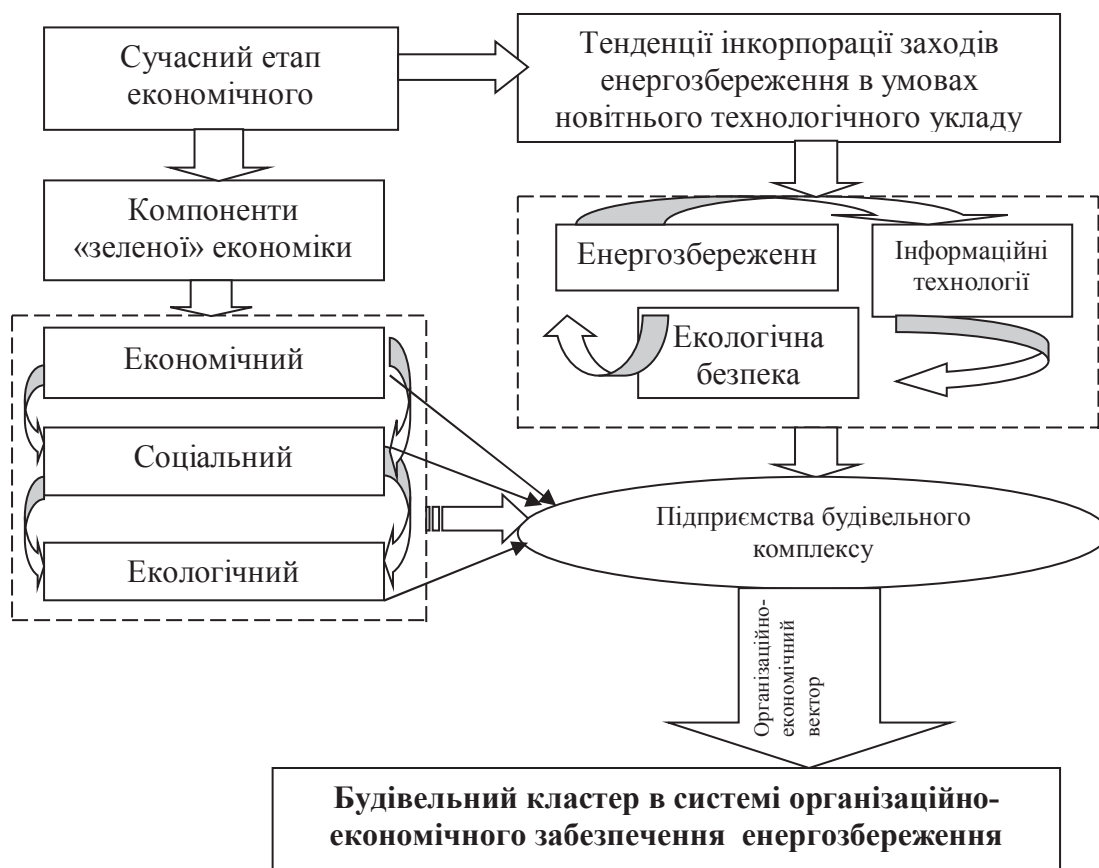 Сучасний етап
економічного
Тенденції інкорпорації заходів
енергозбереження в умовах
новітнього технологічного укладу
Компоненти
«зеленої» економіки
Енергозбереженн
Інформаційні
технології
Екологічна
безпека
Економічний
Соціальний
Екологічний
Підприємства будівельного
комплексу
Організаційно-
економічний
вектор
Будівельний кластер в системі організаційно-
економічного забезпечення енергозбереження